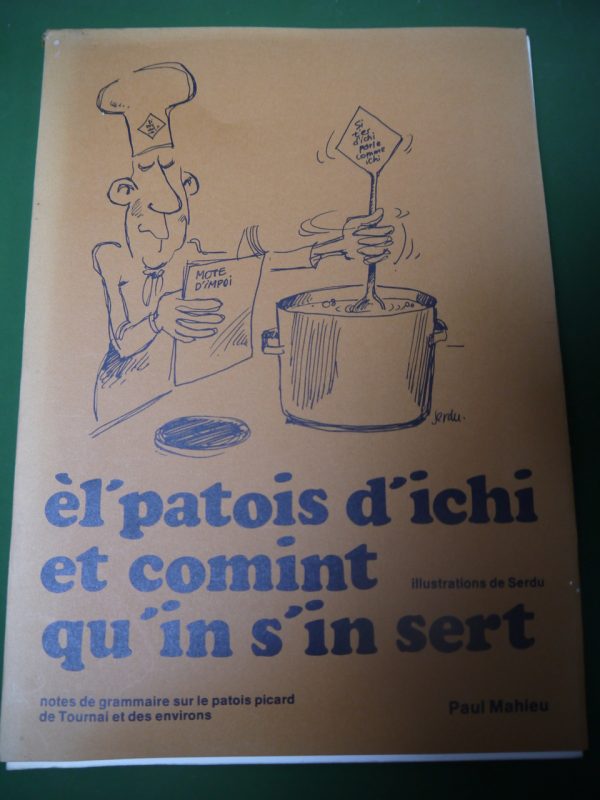 Si
t'es
d'ichi
parle
comme
ichi
MOTE
D'IMPOI
serdu.
èl'patois d'ichi
et comint
illustrations de Serdu
qu'in s'in sert
notes de grammaire sur le patois picard
de Tournai et des environs
Paul Mahieu